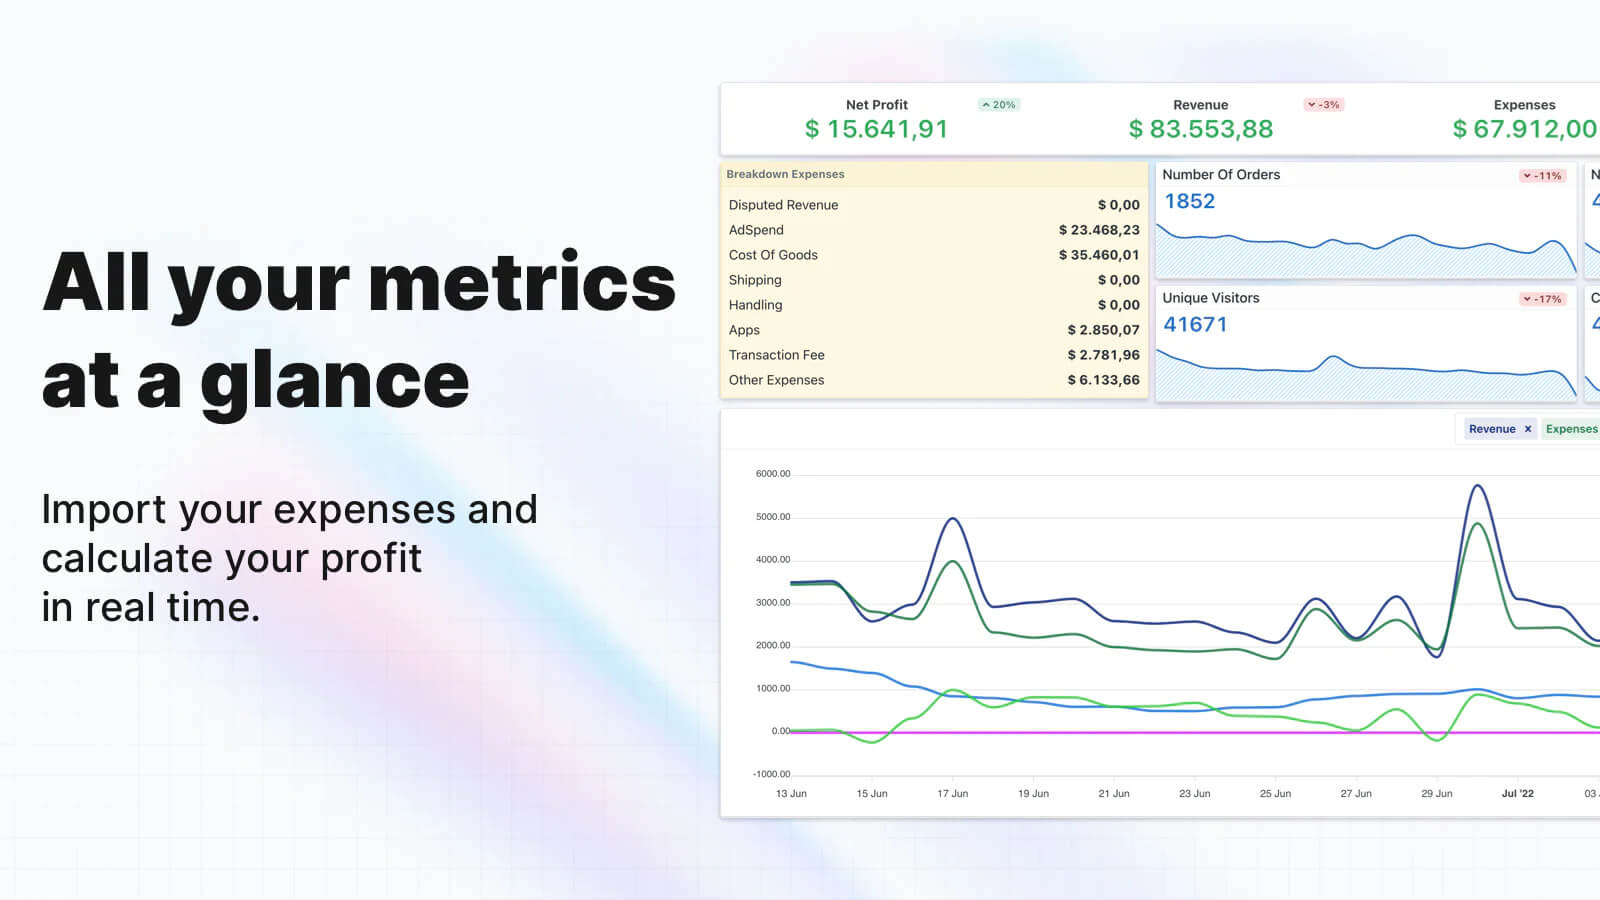 All your metrics
at a glance
Import your expenses and
calculate your profit
in real time.
Net Profit
20%
$ 15.641,91
Revenue
-3%
$ 83.553,88
Expenses
$ 67.912,00
Breakdown Expenses
Disputed Revenue $ 0,00
AdSpend $ 23.468,23
Cost Of Goods $ 35.460,01
Shipping $ 0,00
Handling $ 0,00
Apps $ 2.850,07
Transaction Fee $ 2.781,96
Other Expenses $ 6.133,66
Number Of Orders
-11%
1852
Unique Visitors
-17%
41671
Revenue x
Expenses
6000.00
5000.00
4000.00
3000.00
2000.00
1000.00
0.00
-1000.00
13 Jun 15 Jun 17 Jun 19 Jun 21 Jun 23 Jun 25 Jun 27 Jun 29 Jun Jul '22 03